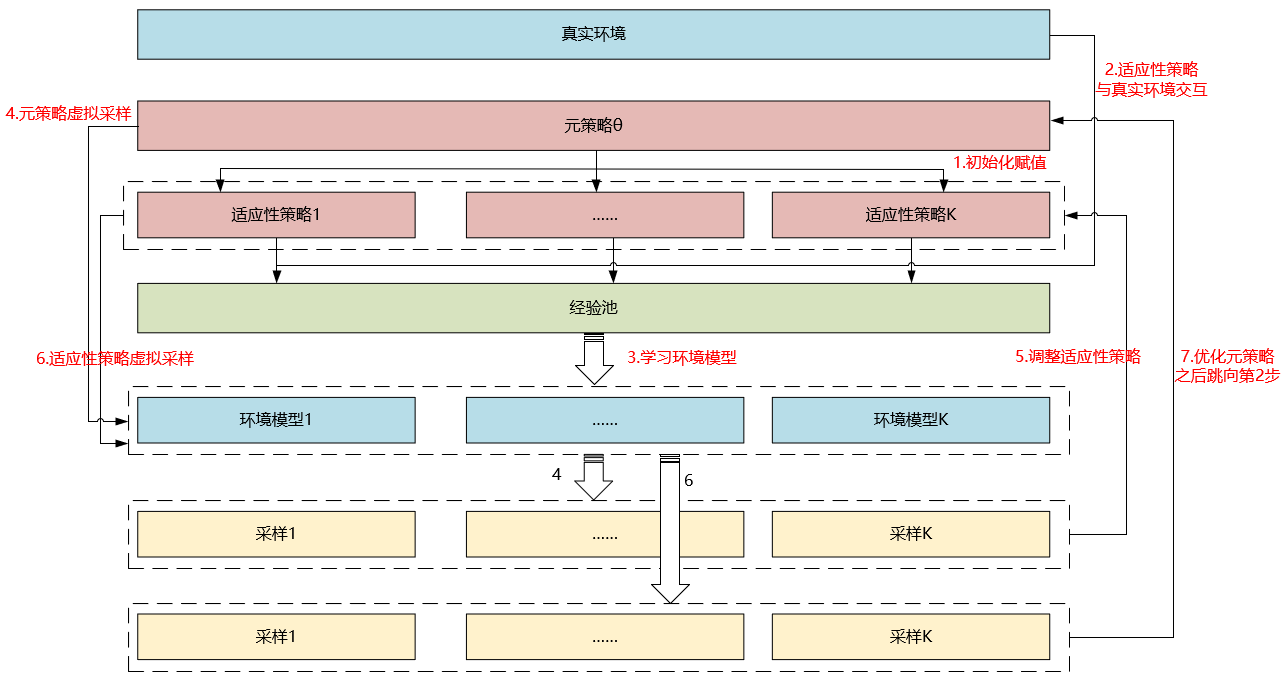 真实环境
2.适应性策略
与真实环境交互
4.元策略虚拟采样
元策略θ
1.初始化赋值
适应性策略1
......
适应性策略K
经验池
6.适应性策略虚拟采样
3.学习环境模型
5.调整适应性策略
7.优化元策略
之后跳向第2步
环境模型1
......
环境模型K
4
6
采样1
......
采样K
采样1
......
采样K